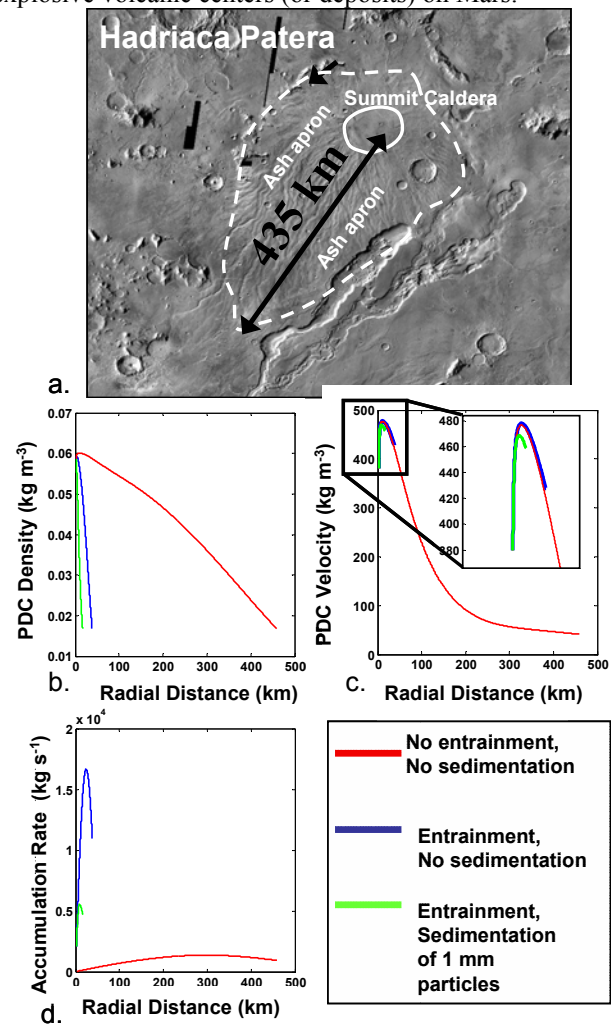 explosive volcanic centers (or deposits) on Mars.
Hadriaca Patera
Summit Caldera
Ash apron
435 km
Ash apron
a.
0.07
0.06
0.05
0.04
0.03
0.02
0.01
0
100
200
300
400
500
PDC Density (kg m-3)
Radial Distance (km)
b.
500
400
300
200
100
0
0
100
200
300
400
500
480
460
440
420
400
380
PDC Velocity (kg m-3)
Radial Distance (km)
c.
x 10^4
2
1.5
1
0.5
0
0
100
200
300
400
500
Accumulation Rate (kg s-1)
Radial Distance (km)
d.
No entrainment,
No sedimentation
Entrainment,
No sedimentation
Entrainment,
Sedimentation
of 1 mm
particles